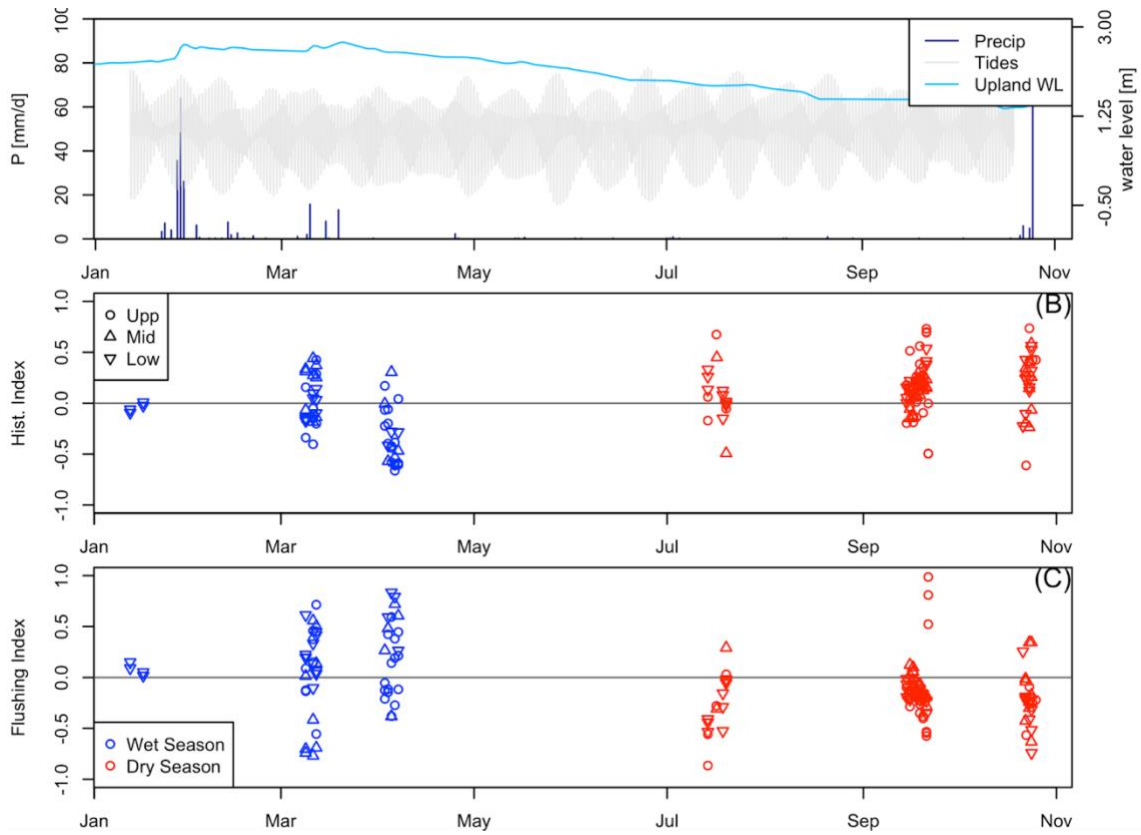 100
80
60
40
20
0
P [mm/d]
Precip
Tides
Upland WL
3.00
1.25
-0.50
water level [m]
Jan Mar May Jul Sep Nov
(B)
Upp
Mid
Low
1.0
0.5
0.0
-0.5
-1.0
Hist. Index
Jan Mar May Jul Sep Nov
(C)
1.0
0.5
0.0
-0.5
-1.0
Flushing Index
Wet Season
Dry Season
Jan Mar May Jul Sep Nov